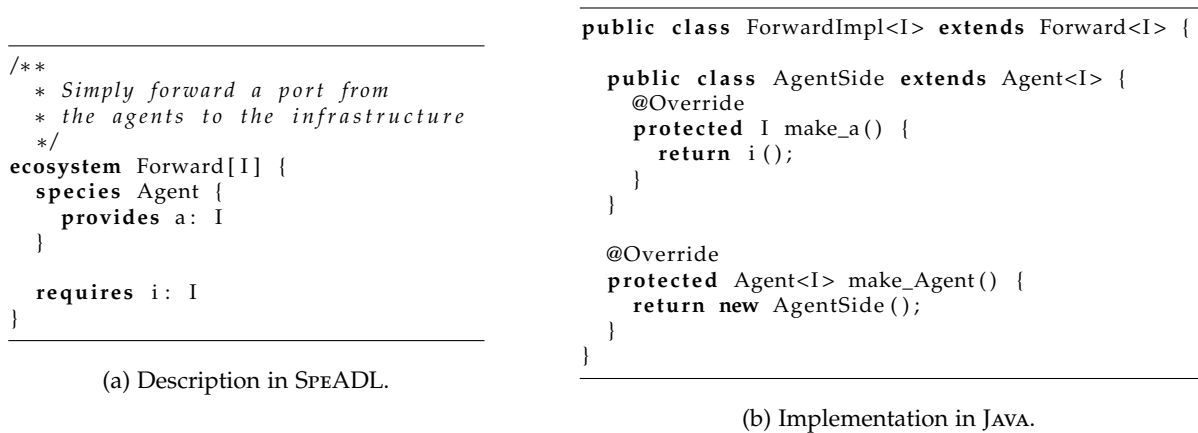 /**
 * Simply forward a port from
 * the agents to the infrastructure
 */
ecosystem Forward[I] {
  species Agent {
    provides a: I
  }

  requires i: I
}
(a) Description in SPEADL.
public class ForwardImpl<I> extends Forward<I> {

  public class AgentSide extends Agent<I> {
    @Override
    protected I make_a() {
      return i();
    }
  }

  @Override
  protected Agent<I> make_Agent() {
    return new AgentSide();
  }
}
(b) Implementation in JAVA.